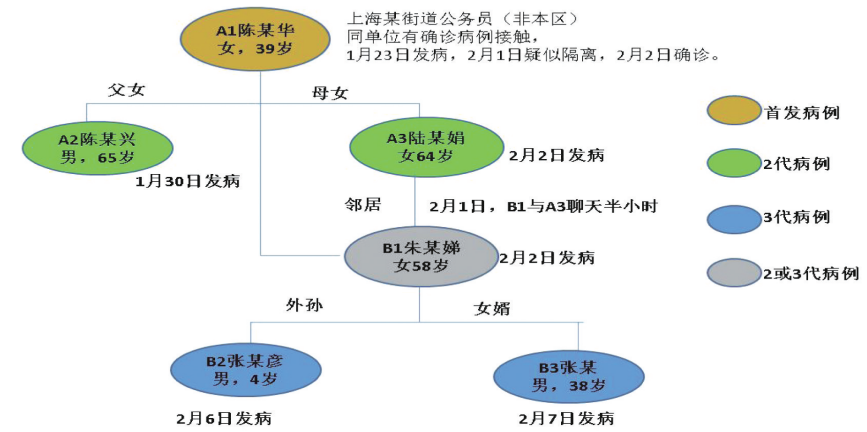 A1陈某华
女，39岁
上海某街道公务员（非本区）
同单位有确诊病例接触，
1月23日发病，2月1日疑似隔离，2月2日确诊。
父女
母女
首发病例
A2陈某兴
男，65岁
1月30日发病
A3陆某娟
女64岁
2月2日发病
2代病例
邻居
2月1日，B1与A3聊天半小时
3代病例
B1朱某娣
女58岁
2月2日发病
2或3代病例
外孙
女婿
B2张某彦
男，4岁
2月6日发病
B3张某
男，38岁
2月7日发病